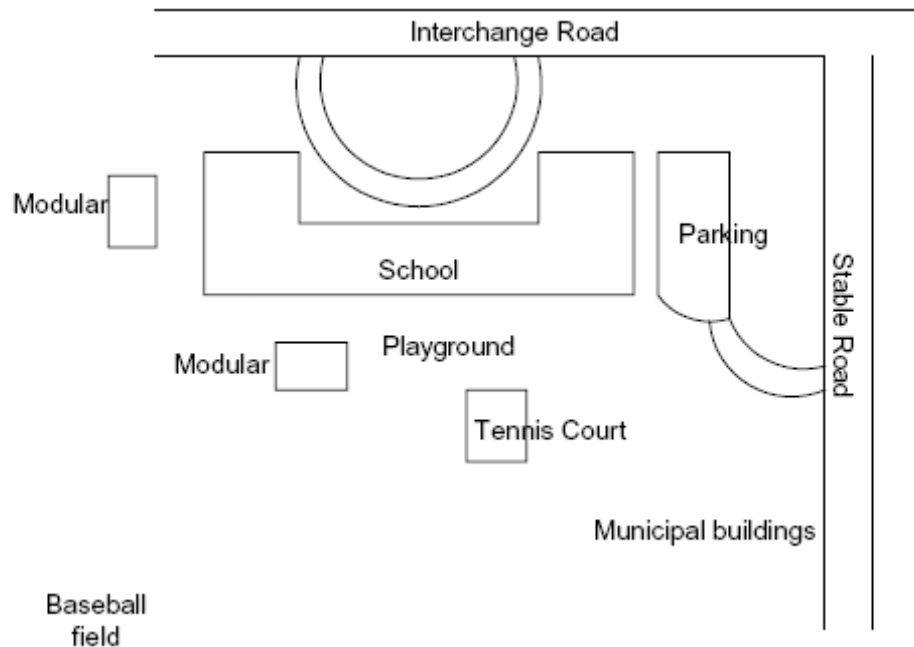 Interchange Road
Modular
Parking
School
Stable Road
Playground
Modular
Tennis Court
Municipal buildings
Baseball
field